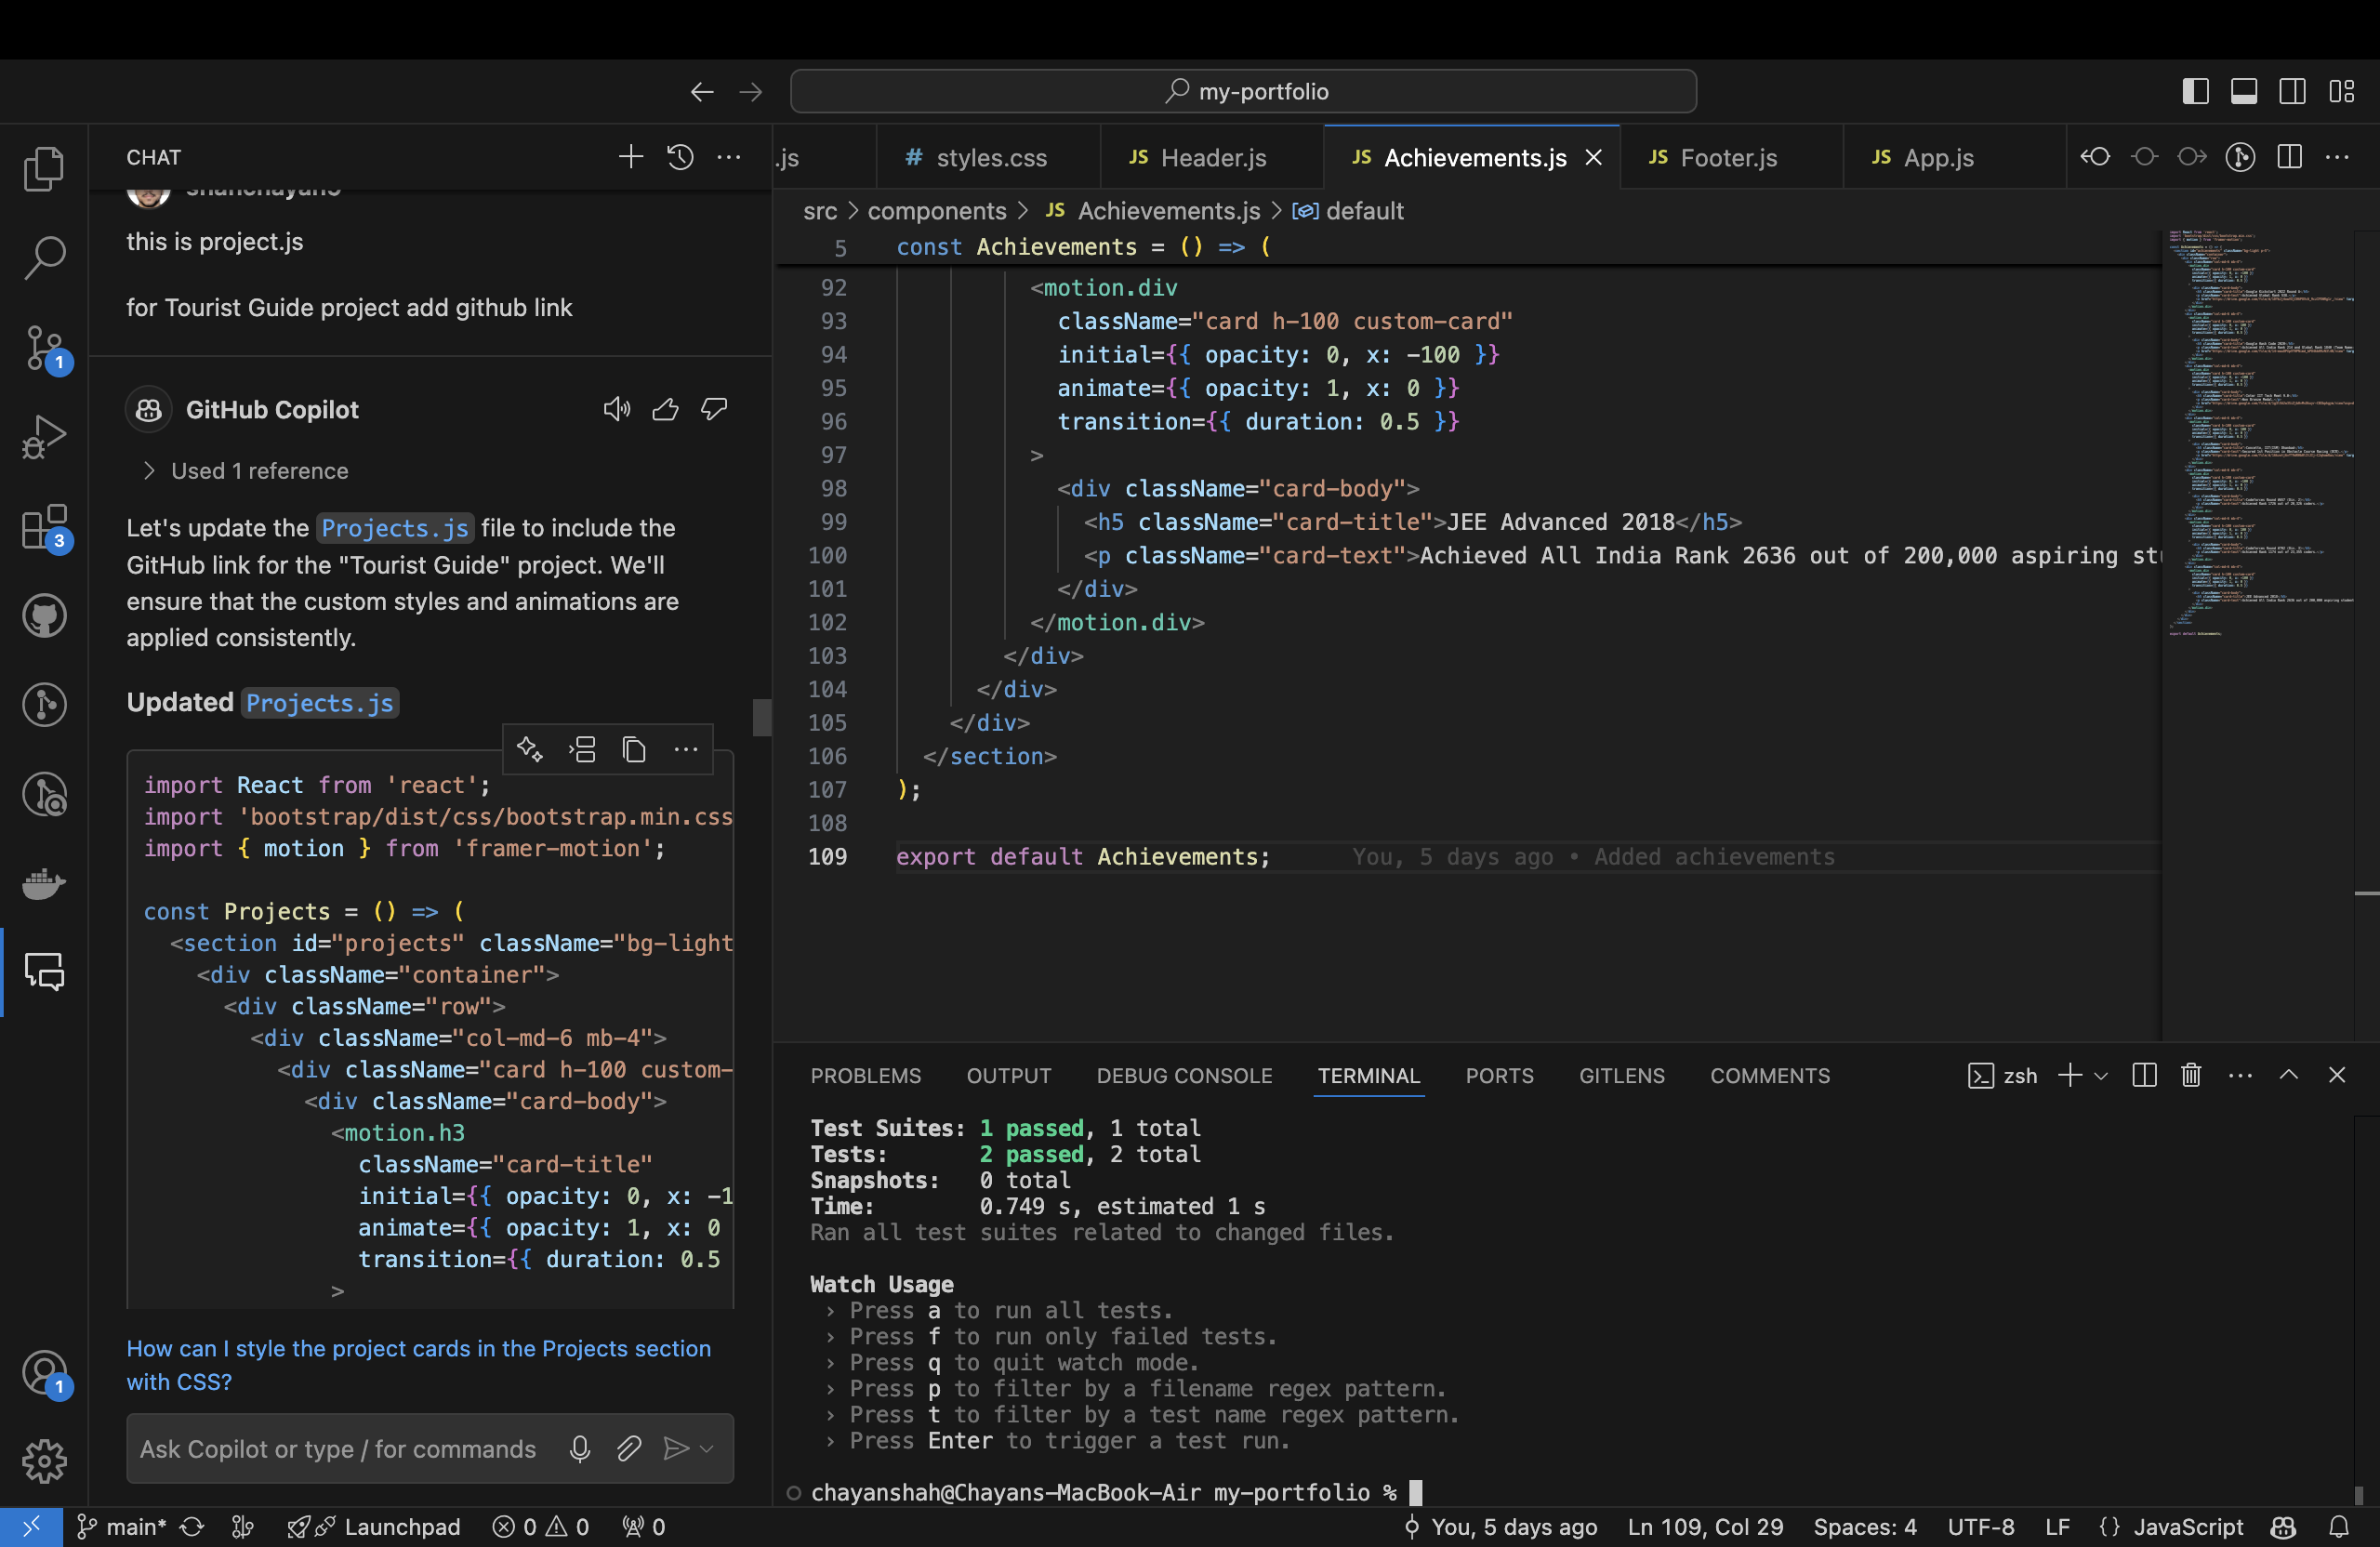 my-portfolio
CHAT
.js
# styles.css
JS Header.js
JS Achievements.js
JS Footer.js
JS App.js
this is project.js
for Tourist Guide project add github link
1
GitHub Copilot
Used 1 reference
Let's update the Projects.js file to include the
GitHub link for the "Tourist Guide" project. We'll
ensure that the custom styles and animations are
applied consistently.
3
Updated Projects.js
import React from 'react';
import 'bootstrap/dist/css/bootstrap.min.css
import { motion } from 'framer-motion';
const Projects = () => (
<section id="projects" className="bg-light
<div className="container">
<div className="row">
<div className="col-md-6 mb-4">
<div className="card h-100 custom-
<div className="card-body">
<motion.h3
className="card-title"
initial={{ opacity: 0, x: -1
animate={{ opacity: 1, x: 0
transition={{ duration: 0.5
>
How can I style the project cards in the Projects section
with CSS?
1
Ask Copilot or type / for commands
src > components > JS Achievements.js > default
5 const Achievements = () => (
92 <motion.div
93 className="card h-100 custom-card"
94 initial={{ opacity: 0, x: -100 }}
95 animate={{ opacity: 1, x: 0 }}
96 transition={{ duration: 0.5 }}
97 >
98 <div className="card-body">
99 <h5 className="card-title">JEE Advanced 2018</h5>
100 <p className="card-text">Achieved All India Rank 2636 out of 200,000 aspiring stu
101 </div>
102 </motion.div>
103 </div>
104 </div>
105 </div>
106 </section>
107 );
108
109 export default Achievements; You, 5 days ago • Added achievements
PROBLEMS OUTPUT DEBUG CONSOLE TERMINAL PORTS GITLENS COMMENTS zsh
Test Suites: 1 passed, 1 total
Tests: 2 passed, 2 total
Snapshots: 0 total
Time: 0.749 s, estimated 1 s
Ran all test suites related to changed files.
Watch Usage
› Press a to run all tests.
› Press f to run only failed tests.
› Press q to quit watch mode.
› Press p to filter by a filename regex pattern.
› Press t to filter by a test name regex pattern.
› Press Enter to trigger a test run.
chayanshah@Chayans-MacBook-Air my-portfolio %
main* Launchpad 0 0 0 You, 5 days ago Ln 109, Col 29 Spaces: 4 UTF-8 LF {} JavaScript